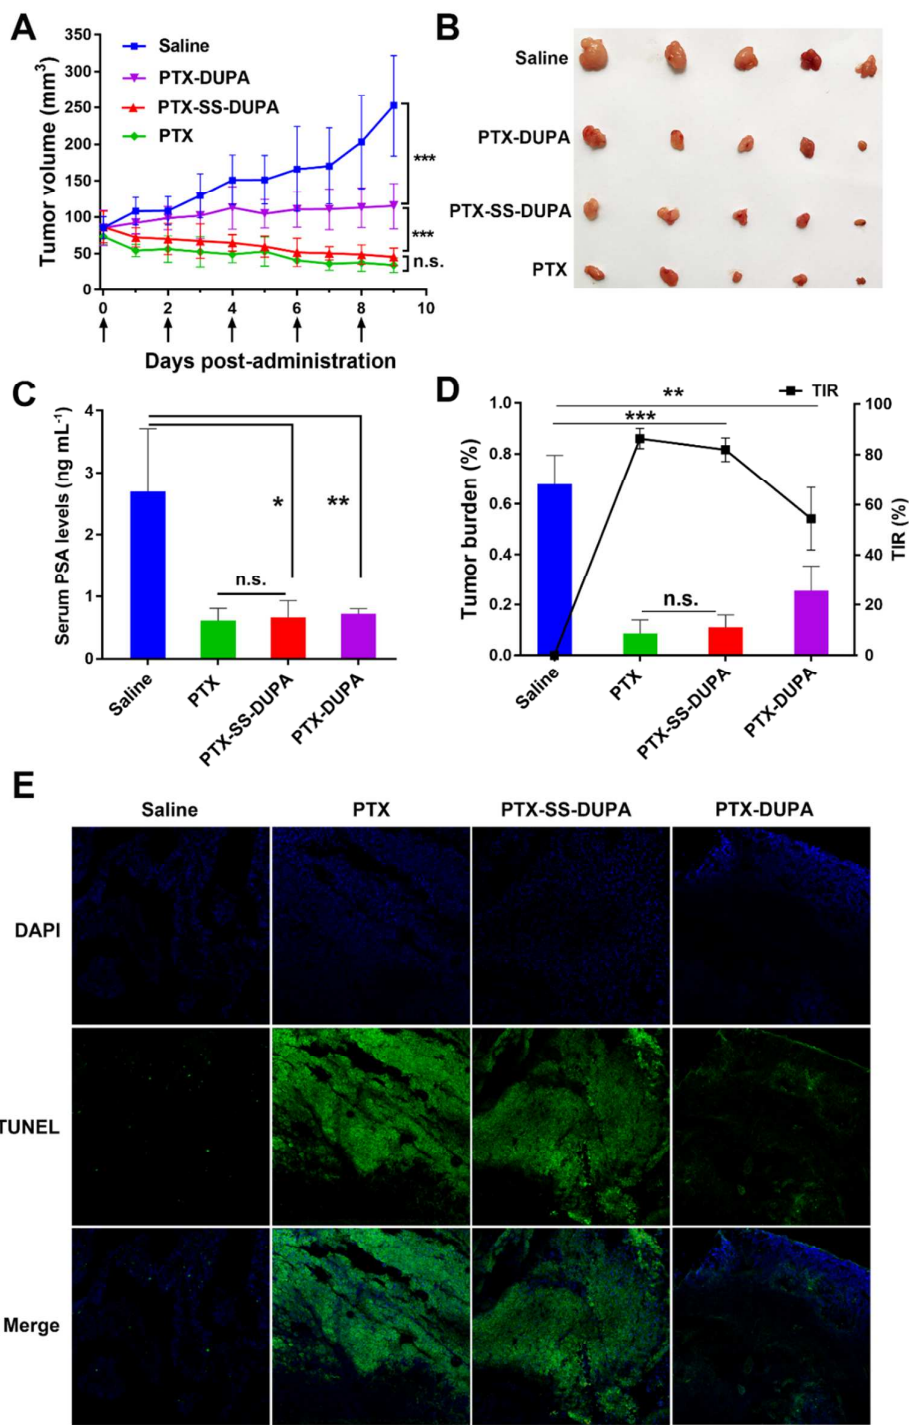 A
Tumor volume (mm³)
350
300
250
200
150
100
50
0
Saline
PTX-DUPA
PTX-SS-DUPA
PTX
***
***
n.s.
0 2 4 6 8 10
Days post-administration
B
Saline
PTX-DUPA
PTX-SS-DUPA
PTX
C
Serum PSA levels (ng mL⁻¹)
4
3
2
1
0
*
**
n.s.
Saline
PTX
PTX-SS-DUPA
PTX-DUPA
D
Tumor burden (%)
1.0
0.8
0.6
0.4
0.2
0.0
**
***
n.s.
TIR
100
80
60
40
20
0
TIR (%)
Saline
PTX
PTX-SS-DUPA
PTX-DUPA
E
Saline PTX PTX-SS-DUPA PTX-DUPA
DAPI
TUNEL
Merge